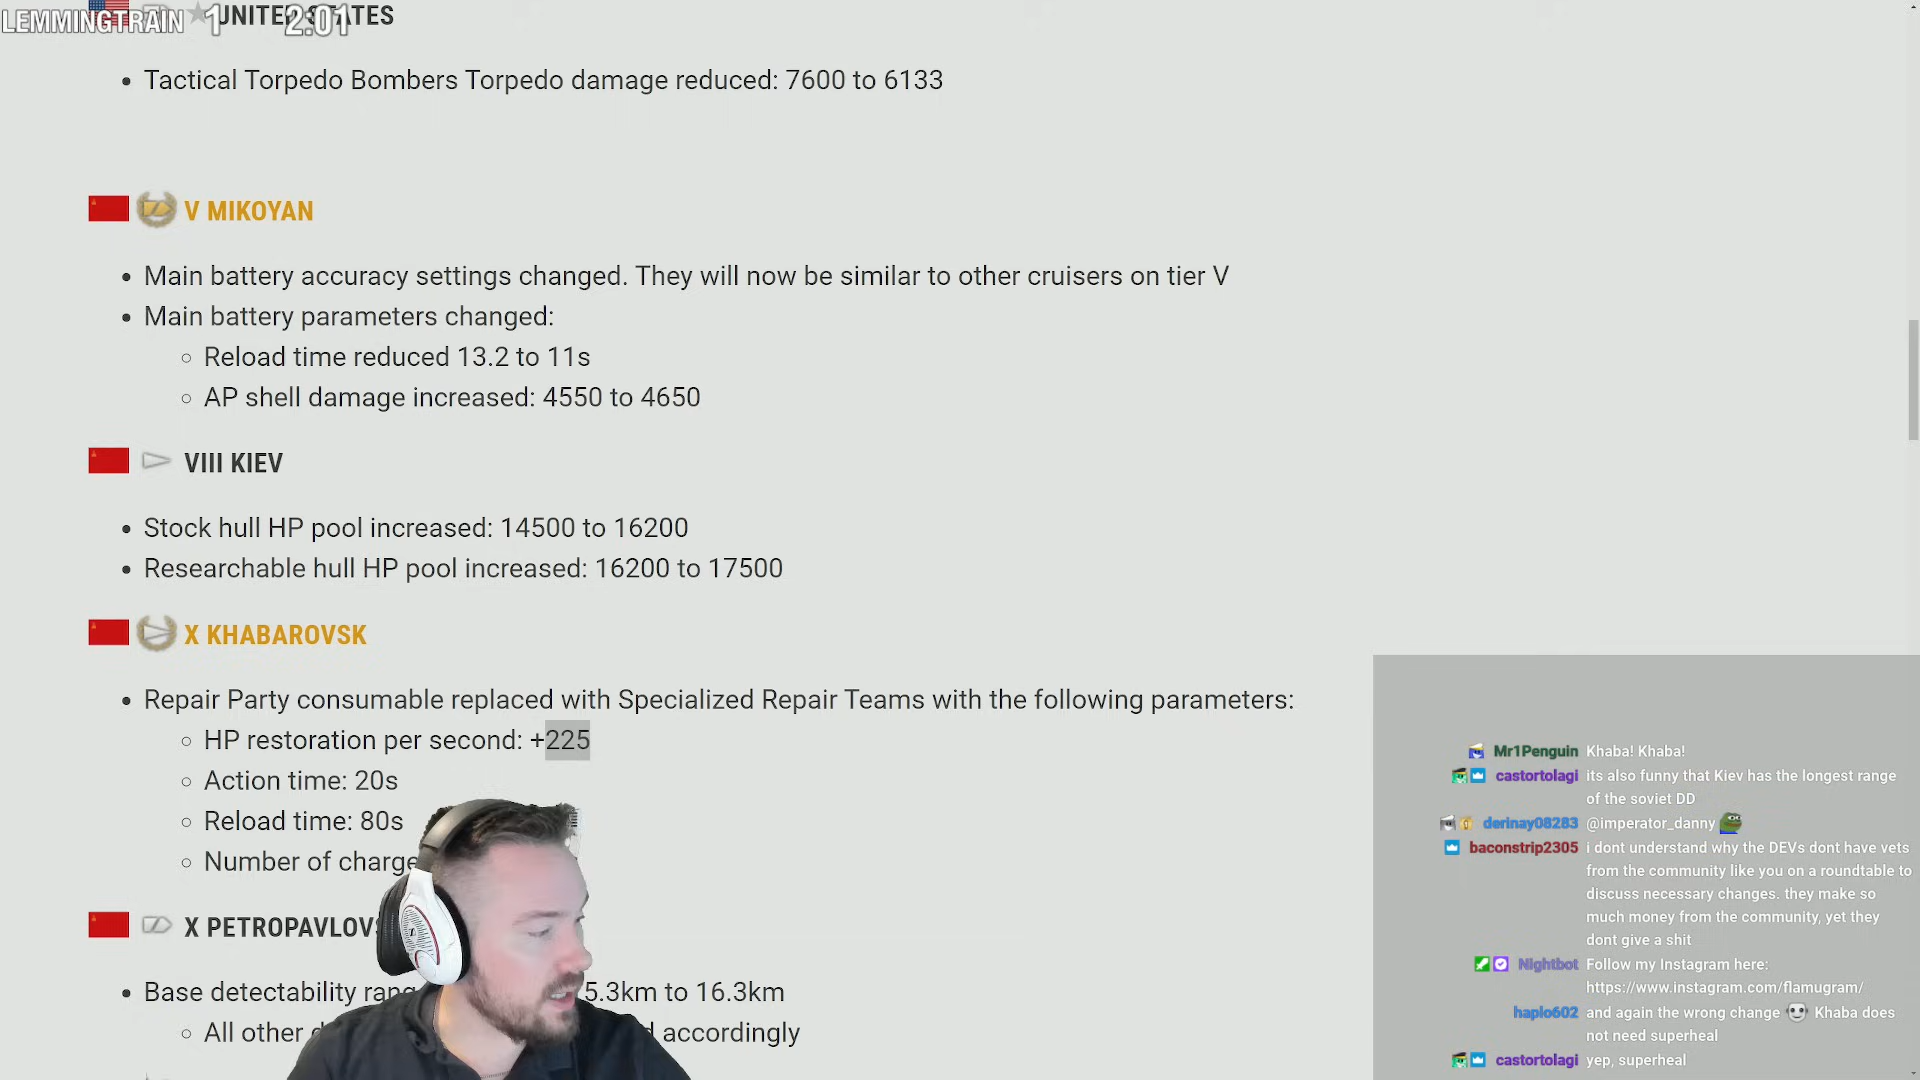 UNITED STATES
LEMMINGTRAIN 1 2:01
Tactical Torpedo Bombers Torpedo damage reduced: 7600 to 6133
V MIKOYAN
Main battery accuracy settings changed. They will now be similar to other cruisers on tier V
Main battery parameters changed:
Reload time reduced 13.2 to 11s
AP shell damage increased: 4550 to 4650
VIII KIEV
Stock hull HP pool increased: 14500 to 16200
Researchable hull HP pool increased: 16200 to 17500
X KHABAROVSK
Repair Party consumable replaced with Specialized Repair Teams with the following parameters:
HP restoration per second: +225
Action time: 20s
Reload time: 80s
Number of charge
X PETROPAVLOVS
Base detectability rang 5.3km to 16.3km
All other accordingly
Mr1Penguin Khaba! Khaba!
castortolagi its also funny that Kiev has the longest range
of the soviet DD
derinay08283 @imperator_danny
baconstrip2305 i dont understand why the DEVs dont have vets
from the community like you on a roundtable to
discuss necessary changes. they make so
much money from the community, yet they
dont give a shit
Nightbot Follow my Instagram here:
https://www.instagram.com/flamugram/
haplo602 and again the wrong change Khaba does
not need superheal
castortolagi yep, superheal